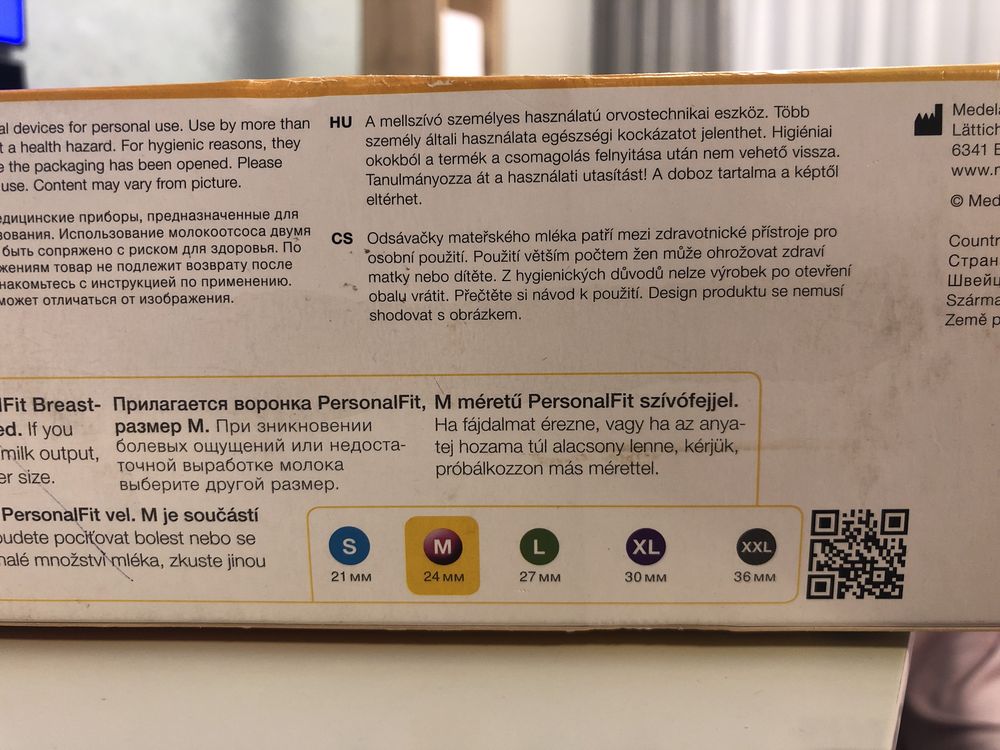 al devices for personal use. Use by more than
t a health hazard. For hygienic reasons, they
e the packaging has been opened. Please
use. Content may vary from picture.
едицинские приборы, предназначенные для
зования. Использование молокоотсоса двумя
быть сопряжено с риском для здоровья. По
жениям товар не подлежит возврату после
накомьтесь с инструкцией по применению.
может отличаться от изображения.
HU A mellszívó személyes használatú orvostechnikai eszköz. Több
személy általi használata egészségi kockázatot jelenthet. Higiéniai
okokból a termék a csomagolás felnyitása után nem vehető vissza.
Tanulmányozza át a használati utasítást! A doboz tartalma a képtől
eltérhet.
CS Odsávačky mateřského mléka patří mezi zdravotnické přístroje pro
osobní použití. Použití větším počtem žen může ohrožovat zdraví
matky nebo dítěte. Z hygienických důvodů nelze výrobek po otevření
obalu vrátit. Přečtěte si návod k použití. Design produktu se nemusí
shodovat s obrázkem.
Medela
Lättich
6341 B
www.m
© Med
Countr
Стран
Швейц
Szárma
Země p
lFit Breast-
ed. If you
milk output,
er size.
Прилагается воронка PersonalFit,
размер M. При зникновении
болевых ощущений или недоста-
точной выработке молока
выберите другой размер.
M méretű PersonalFit szívófejjel.
Ha fájdalmat érezne, vagy ha az anya-
tej hozama túl alacsony lenne, kérjük,
próbálkozzon más mérettel.
PersonalFit vel. M je součástí
budete pociťovat bolest nebo se
malé množství mléka, zkuste jinou
S M L XL XXL
21 мм 24 мм 27 мм 30 мм 36 мм